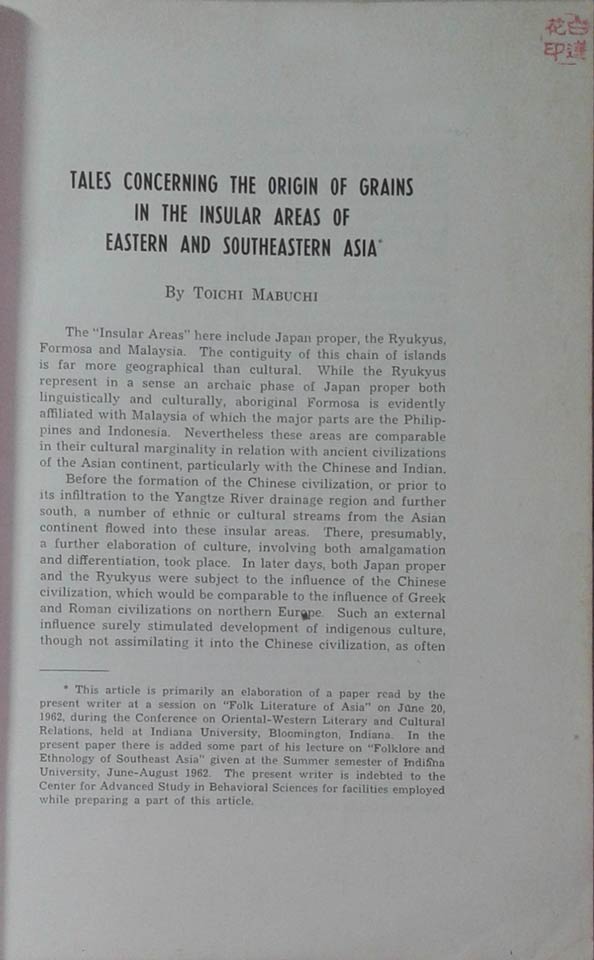 白蓮
花印
TALES CONCERNING THE ORIGIN OF GRAINS
IN THE INSULAR AREAS OF
EASTERN AND SOUTHEASTERN ASIA*
By TOICHI MABUCHI
The "Insular Areas" here include Japan proper, the Ryukyus,
Formosa and Malaysia. The contiguity of this chain of islands
is far more geographical than cultural. While the Ryukyus
represent in a sense an archaic phase of Japan proper both
linguistically and culturally, aboriginal Formosa is evidently
affiliated with Malaysia of which the major parts are the Philip-
pines and Indonesia. Nevertheless these areas are comparable
in their cultural marginality in relation with ancient civilizations
of the Asian continent, particularly with the Chinese and Indian.
Before the formation of the Chinese civilization, or prior to
its infiltration to the Yangtze River drainage region and further
south, a number of ethnic or cultural streams from the Asian
continent flowed into these insular areas. There, presumably,
a further elaboration of culture, involving both amalgamation
and differentiation, took place. In later days, both Japan proper
and the Ryukyus were subject to the influence of the Chinese
civilization, which would be comparable to the influence of Greek
and Roman civilizations on northern Europe. Such an external
influence surely stimulated development of indigenous culture,
though not assimilating it into the Chinese civilization, as often
* This article is primarily an elaboration of a paper read by the
present writer at a session on "Folk Literature of Asia" on June 20,
1962, during the Conference on Oriental-Western Literary and Cultural
Relations, held at Indiana University, Bloomington, Indiana. In the
present paper there is added some part of his lecture on "Folklore and
Ethnology of Southeast Asia" given at the Summer semester of Indiana
University, June-August 1962. The present writer is indebted to the
Center for Advanced Study in Behavioral Sciences for facilities employed
while preparing a part of this article.